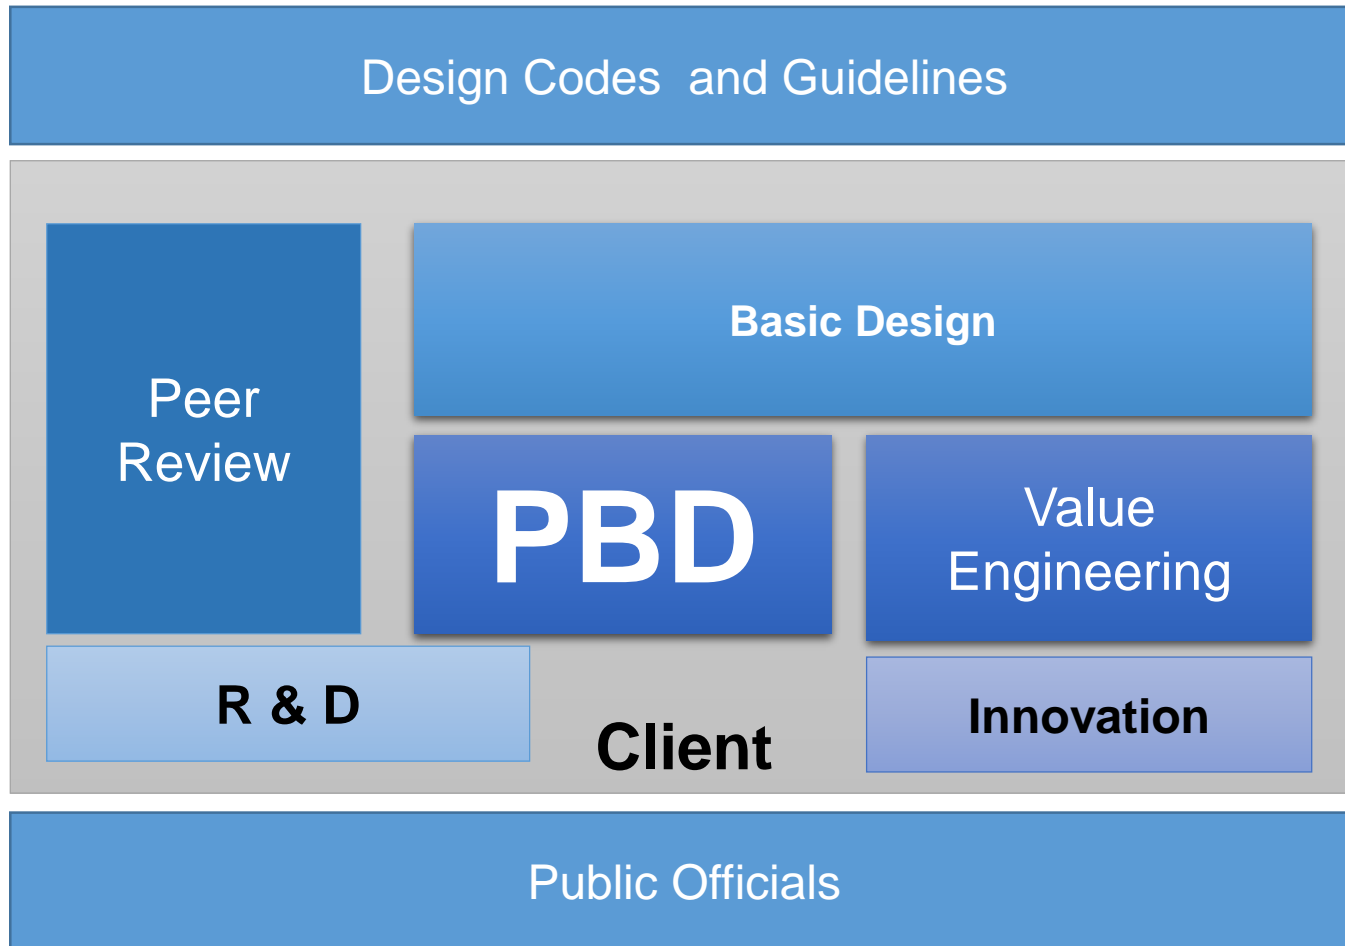 Design Codes and Guidelines
Peer
Review
Basic Design
PBD
Value
Engineering
R & D
Client
Innovation
Public Officials